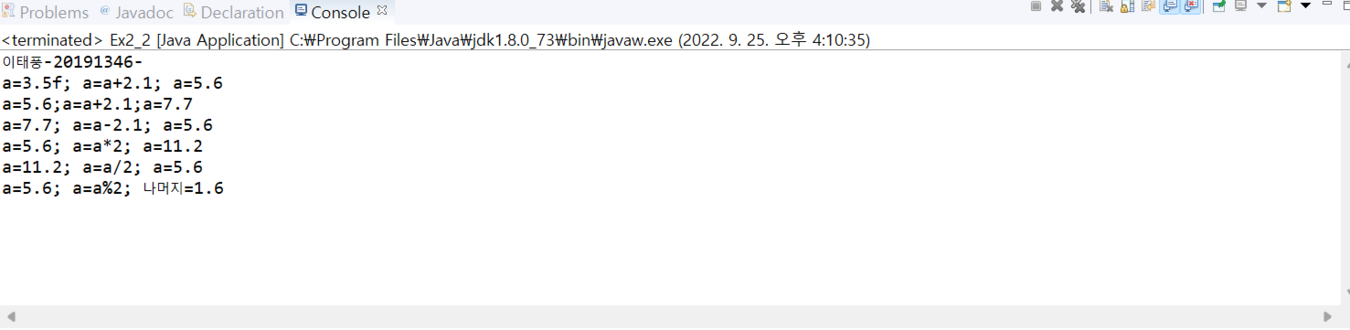 Problems @ Javadoc Declaration Console
<terminated> Ex2_2 [Java Application] C:₩Program Files₩Java₩jdk1.8.0_73₩bin₩javaw.exe (2022. 9. 25. 오후 4:10:35)
이태풍-20191346-
a=3.5f; a=a+2.1; a=5.6
a=5.6;a=a+2.1;a=7.7
a=7.7; a=a-2.1; a=5.6
a=5.6; a=a*2; a=11.2
a=11.2; a=a/2; a=5.6
a=5.6; a=a%2; 나머지=1.6